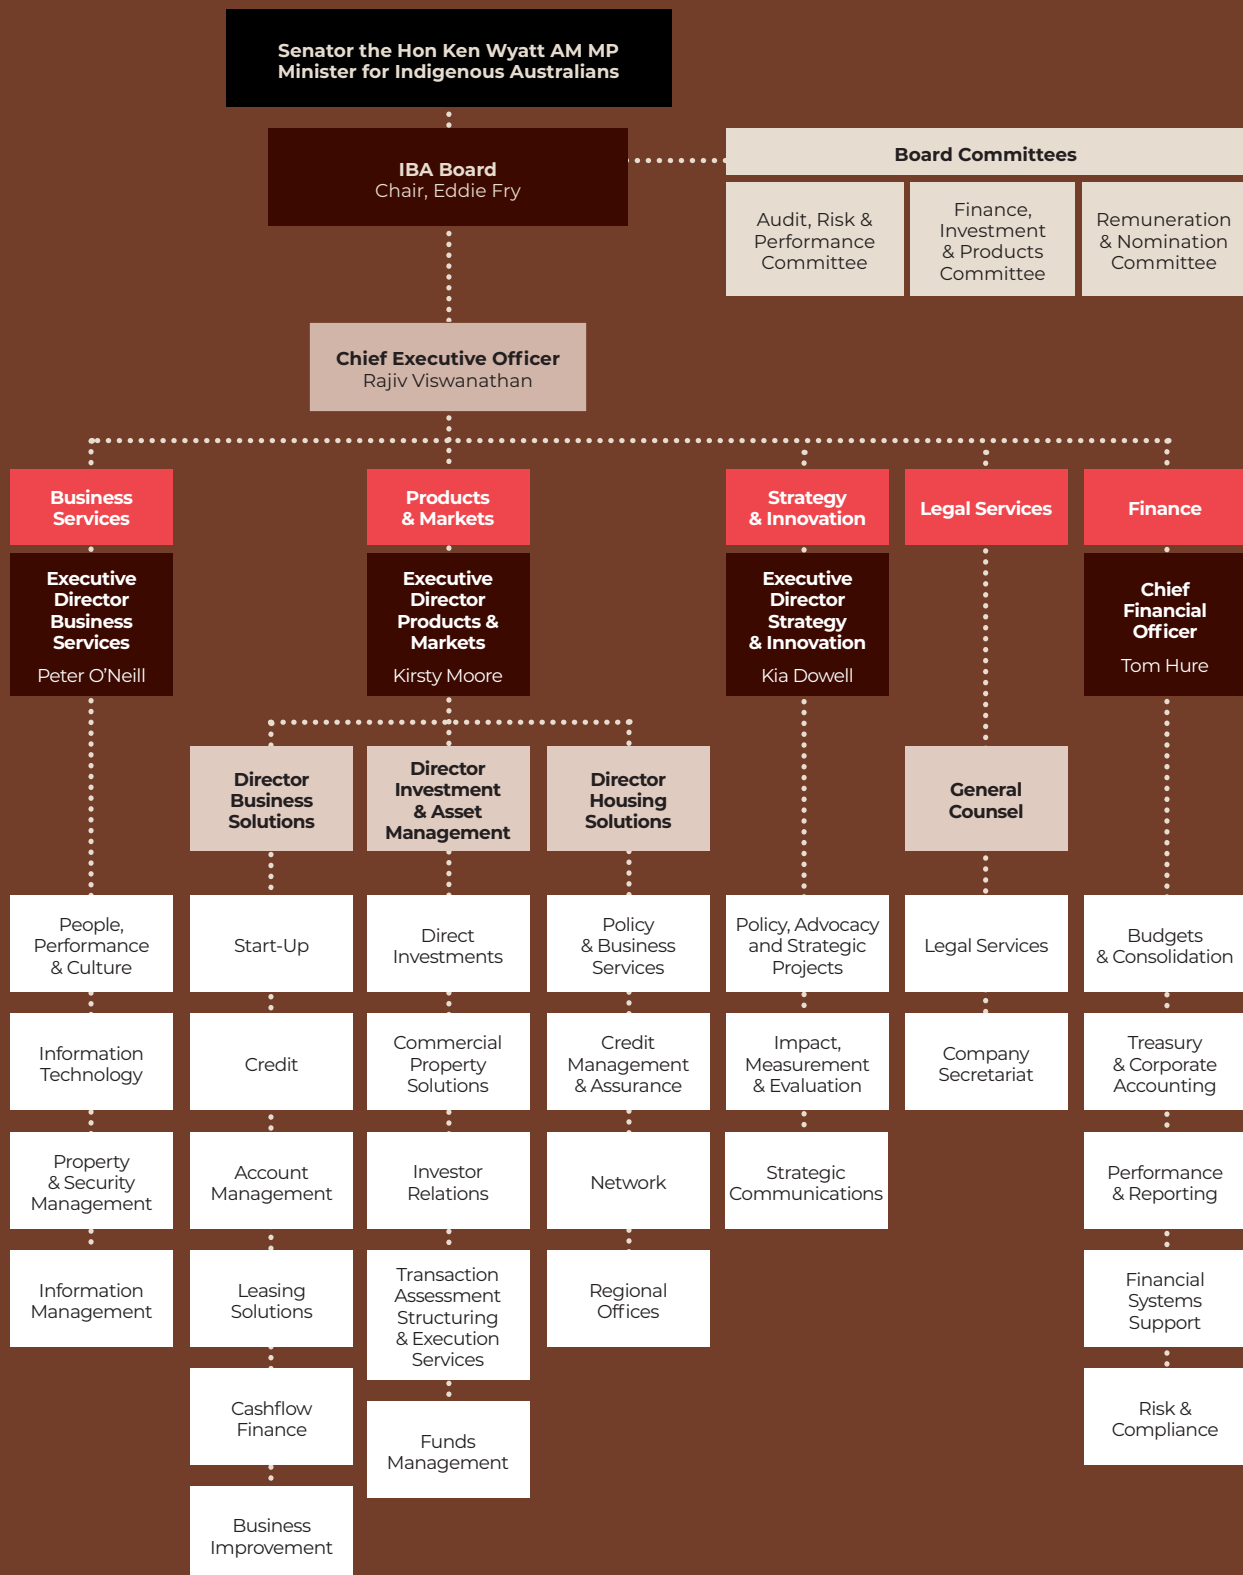 Senator the Hon Ken Wyatt AM MP
Minister for Indigenous Australians
IBA Board
Chair, Eddie Fry
Board Committees
Audit, Risk &
Performance
Committee
Finance,
Investment
& Products
Committee
Remuneration
& Nomination
Committee
Chief Executive Officer
Rajiv Viswanathan
Business
Services
Executive
Director
Business
Services
Peter O’Neill
People,
Performance
& Culture
Information
Technology
Property
& Security
Management
Information
Management
Products
& Markets
Executive
Director
Products &
Markets
Kirsty Moore
Director
Business
Solutions
Start-Up
Credit
Account
Management
Leasing
Solutions
Cashflow
Finance
Business
Improvement
Director
Investment
& Asset
Management
Direct
Investments
Commercial
Property
Solutions
Investor
Relations
Transaction
Assessment
Structuring
& Execution
Services
Funds
Management
Director
Housing
Solutions
Policy
& Business
Services
Credit
Management
& Assurance
Network
Regional
Offices
Strategy
& Innovation
Executive
Director
Strategy
& Innovation
Kia Dowell
Policy, Advocacy
and Strategic
Projects
Impact,
Measurement
& Evaluation
Strategic
Communications
Legal Services
General
Counsel
Legal Services
Company
Secretariat
Finance
Chief
Financial
Officer
Tom Hure
Budgets
& Consolidation
Treasury
& Corporate
Accounting
Performance
& Reporting
Financial
Systems
Support
Risk &
Compliance